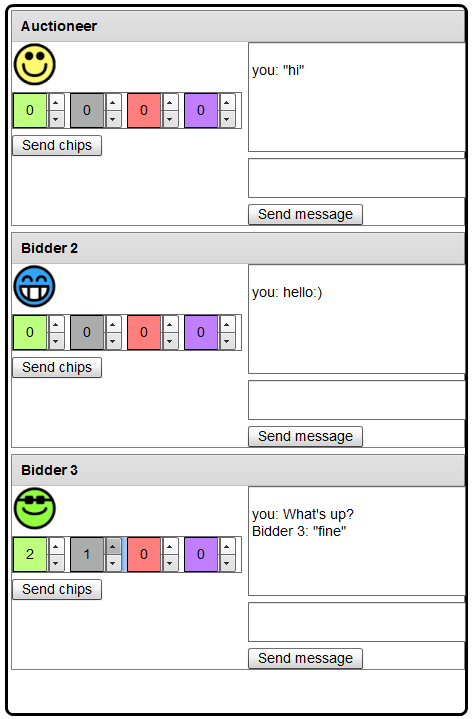 Auctioneer
you: "hi"
0 0 0 0
Send chips
Send message
Bidder 2
you: hello:)
0 0 0 0
Send chips
Send message
Bidder 3
you: What's up?
Bidder 3: "fine"
2 1 0 0
Send chips
Send message